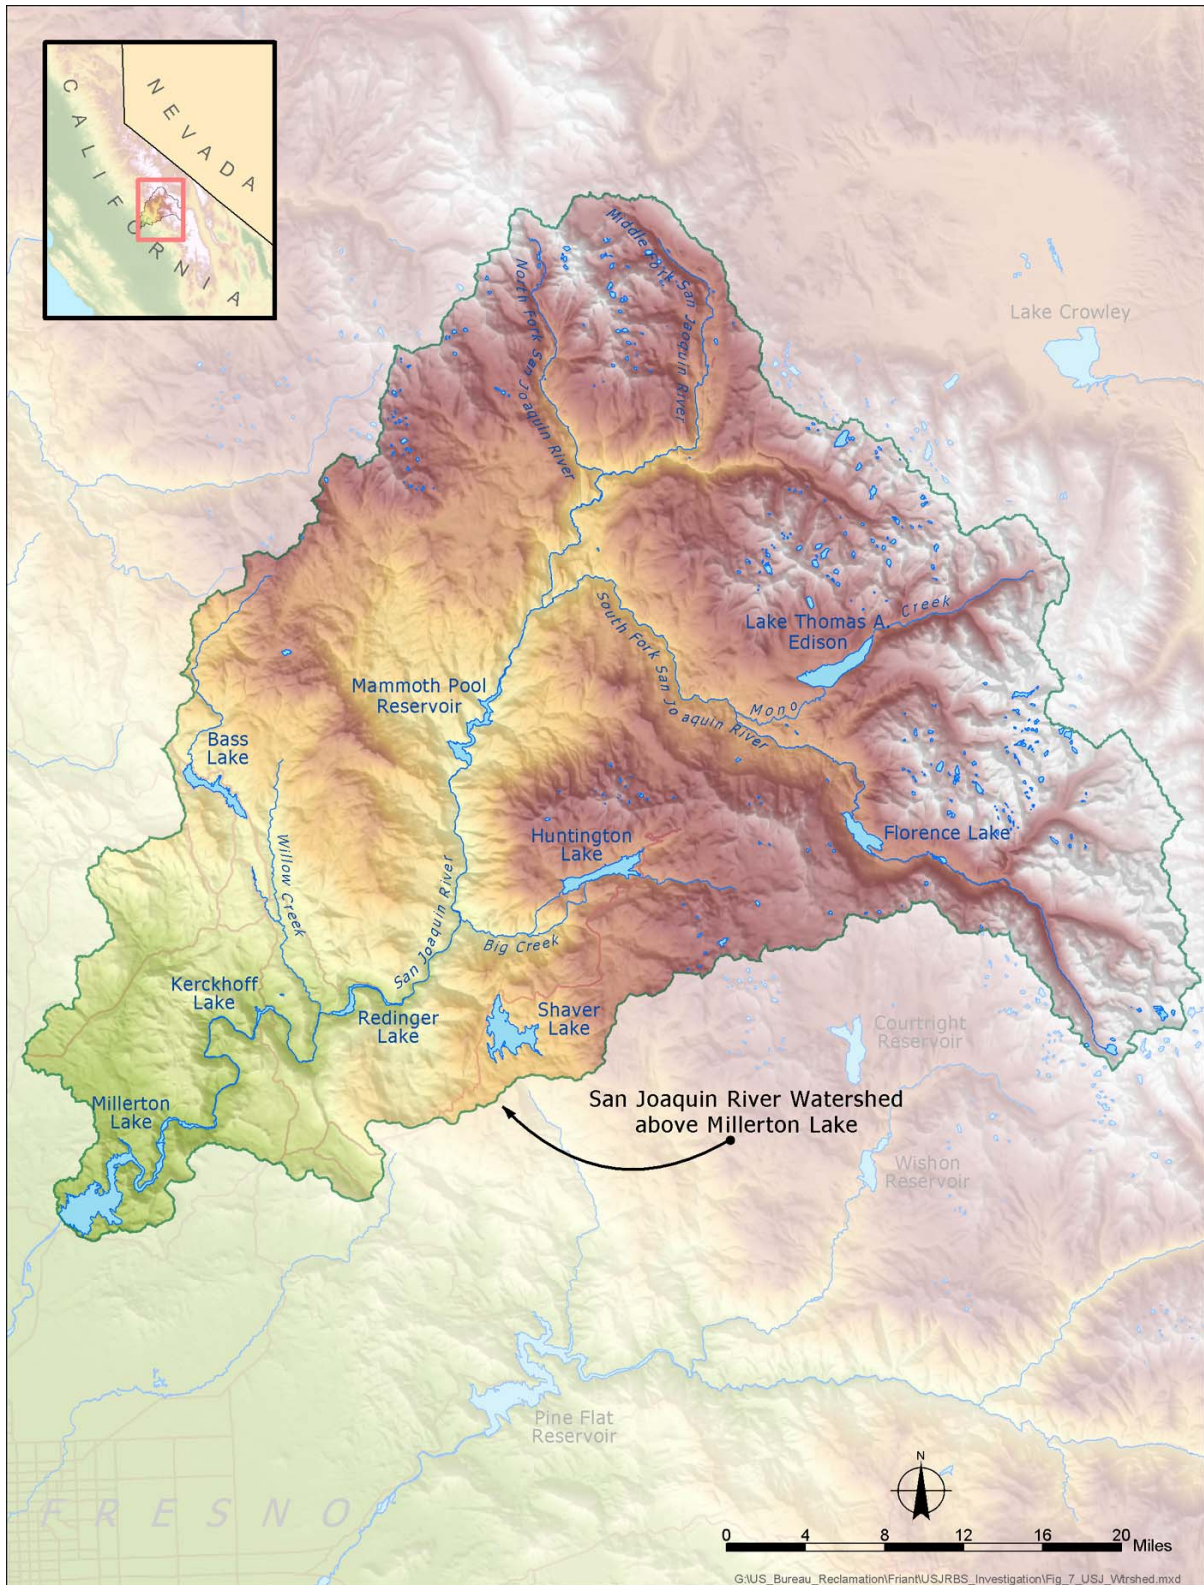 CALIFORNIA
NEVADA
Middle Fork San Joaquin River
North Fork San Joaquin River
Lake Crowley
Creek
Lake Thomas A.
Edison
South Fork San Joaquin River
Mammoth Pool
Reservoir
Mono
Bass
Lake
Willow Creek
Huntington
Lake
Florence Lake
San Joaquin River
Big Creek
Kerckhoff
Lake
Redinger
Lake
Shaver
Lake
Courtright
Reservoir
Millerton
Lake
San Joaquin River Watershed
above Millerton Lake
Wishon
Reservoir
Pine Flat
Reservoir
FRESNO
N
0 4 8 12 16 20
Miles
G:\US_Bureau_Reclamation\Friant\USJRBS_Investigation\Fig_7_USJ_Wtrshed.mxd